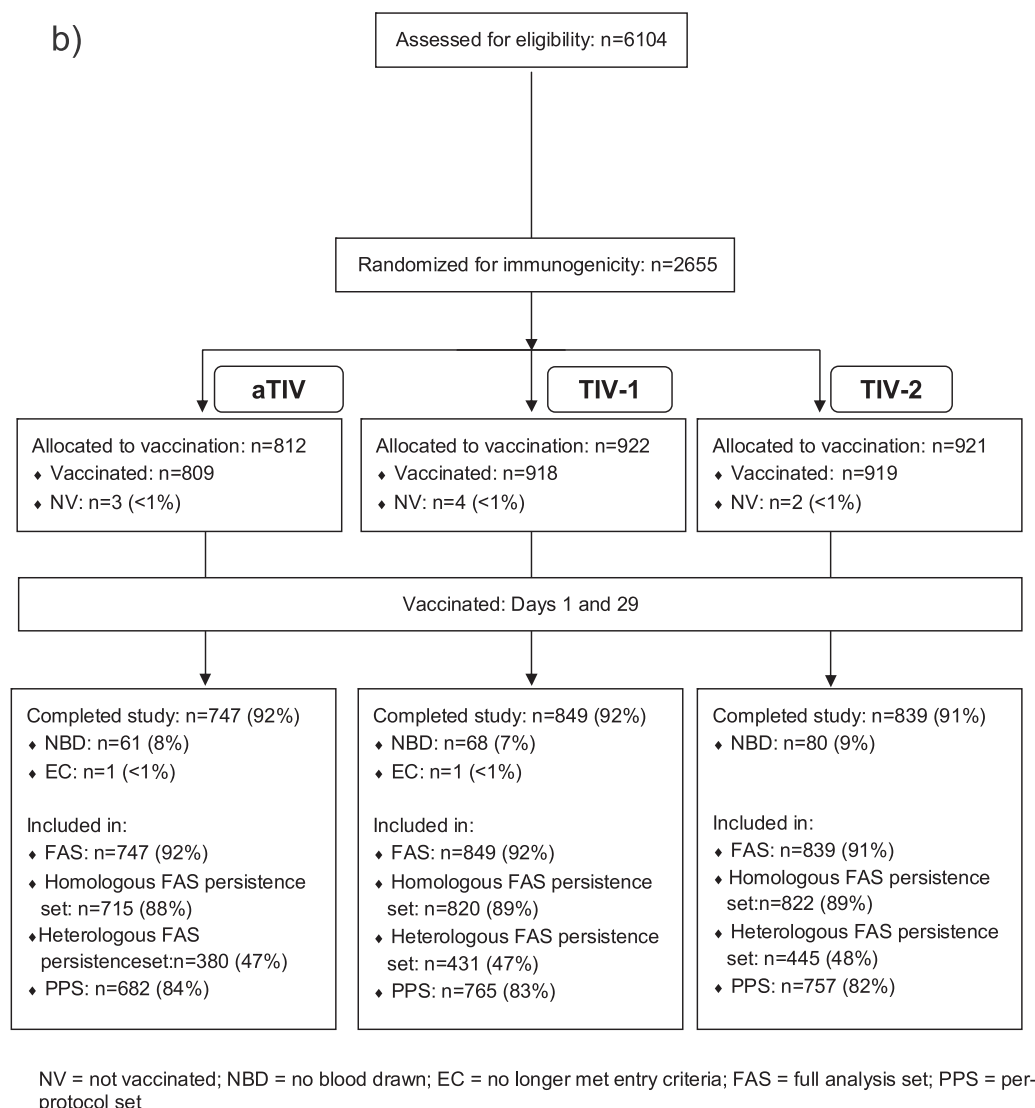 b)
Assessed for eligibility: n=6104
Randomized for immunogenicity: n=2655
aTIV
TIV-1
TIV-2
Allocated to vaccination: n=812
♦ Vaccinated: n=809
♦ NV: n=3 (<1%)
Allocated to vaccination: n=922
♦ Vaccinated: n=918
♦ NV: n=4 (<1%)
Allocated to vaccination: n=921
♦ Vaccinated: n=919
♦ NV: n=2 (<1%)
Vaccinated: Days 1 and 29
Completed study: n=747 (92%)
♦ NBD: n=61 (8%)
♦ EC: n=1 (<1%)
Included in:
♦ FAS: n=747 (92%)
♦ Homologous FAS persistence
set: n=715 (88%)
♦Heterologous FAS
persistenceset:n=380 (47%)
♦ PPS: n=682 (84%)
Completed study: n=849 (92%)
♦ NBD: n=68 (7%)
♦ EC: n=1 (<1%)
Included in:
♦ FAS: n=849 (92%)
♦ Homologous FAS persistence
set: n=820 (89%)
♦ Heterologous FAS persistence
set: n=431 (47%)
♦ PPS: n=765 (83%)
Completed study: n=839 (91%)
♦ NBD: n=80 (9%)
Included in:
♦ FAS: n=839 (91%)
♦ Homologous FAS persistence
set:n=822 (89%)
♦ Heterologous FAS persistence
set: n=445 (48%)
♦ PPS: n=757 (82%)
NV = not vaccinated; NBD = no blood drawn; EC = no longer met entry criteria; FAS = full analysis set; PPS = per-
protocol set